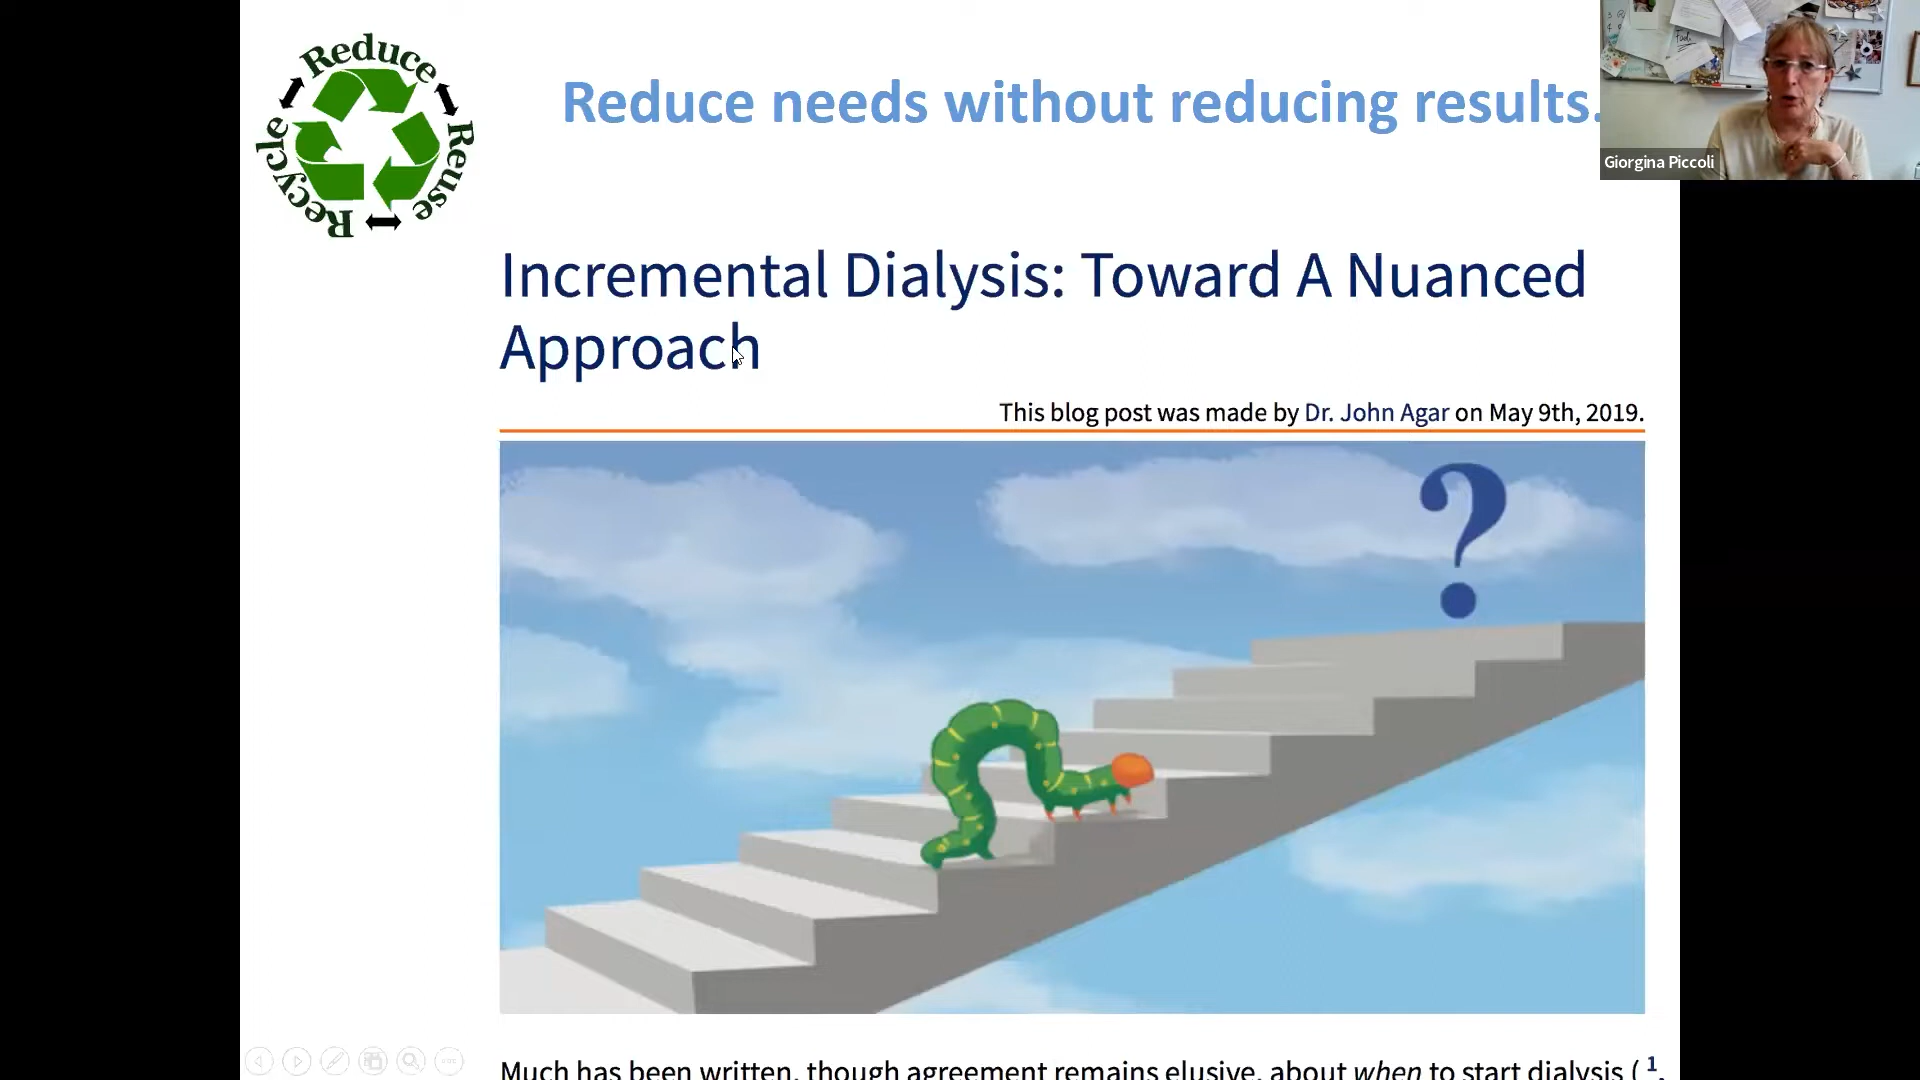 Reduce
Reuse
Recycle
Reduce needs without reducing results.
Giorgina Piccoli
Incremental Dialysis: Toward A Nuanced
Approach
This blog post was made by Dr. John Agar on May 9th, 2019.
?
Much has been written, though agreement remains elusive, about when to start dialysis ( 1,